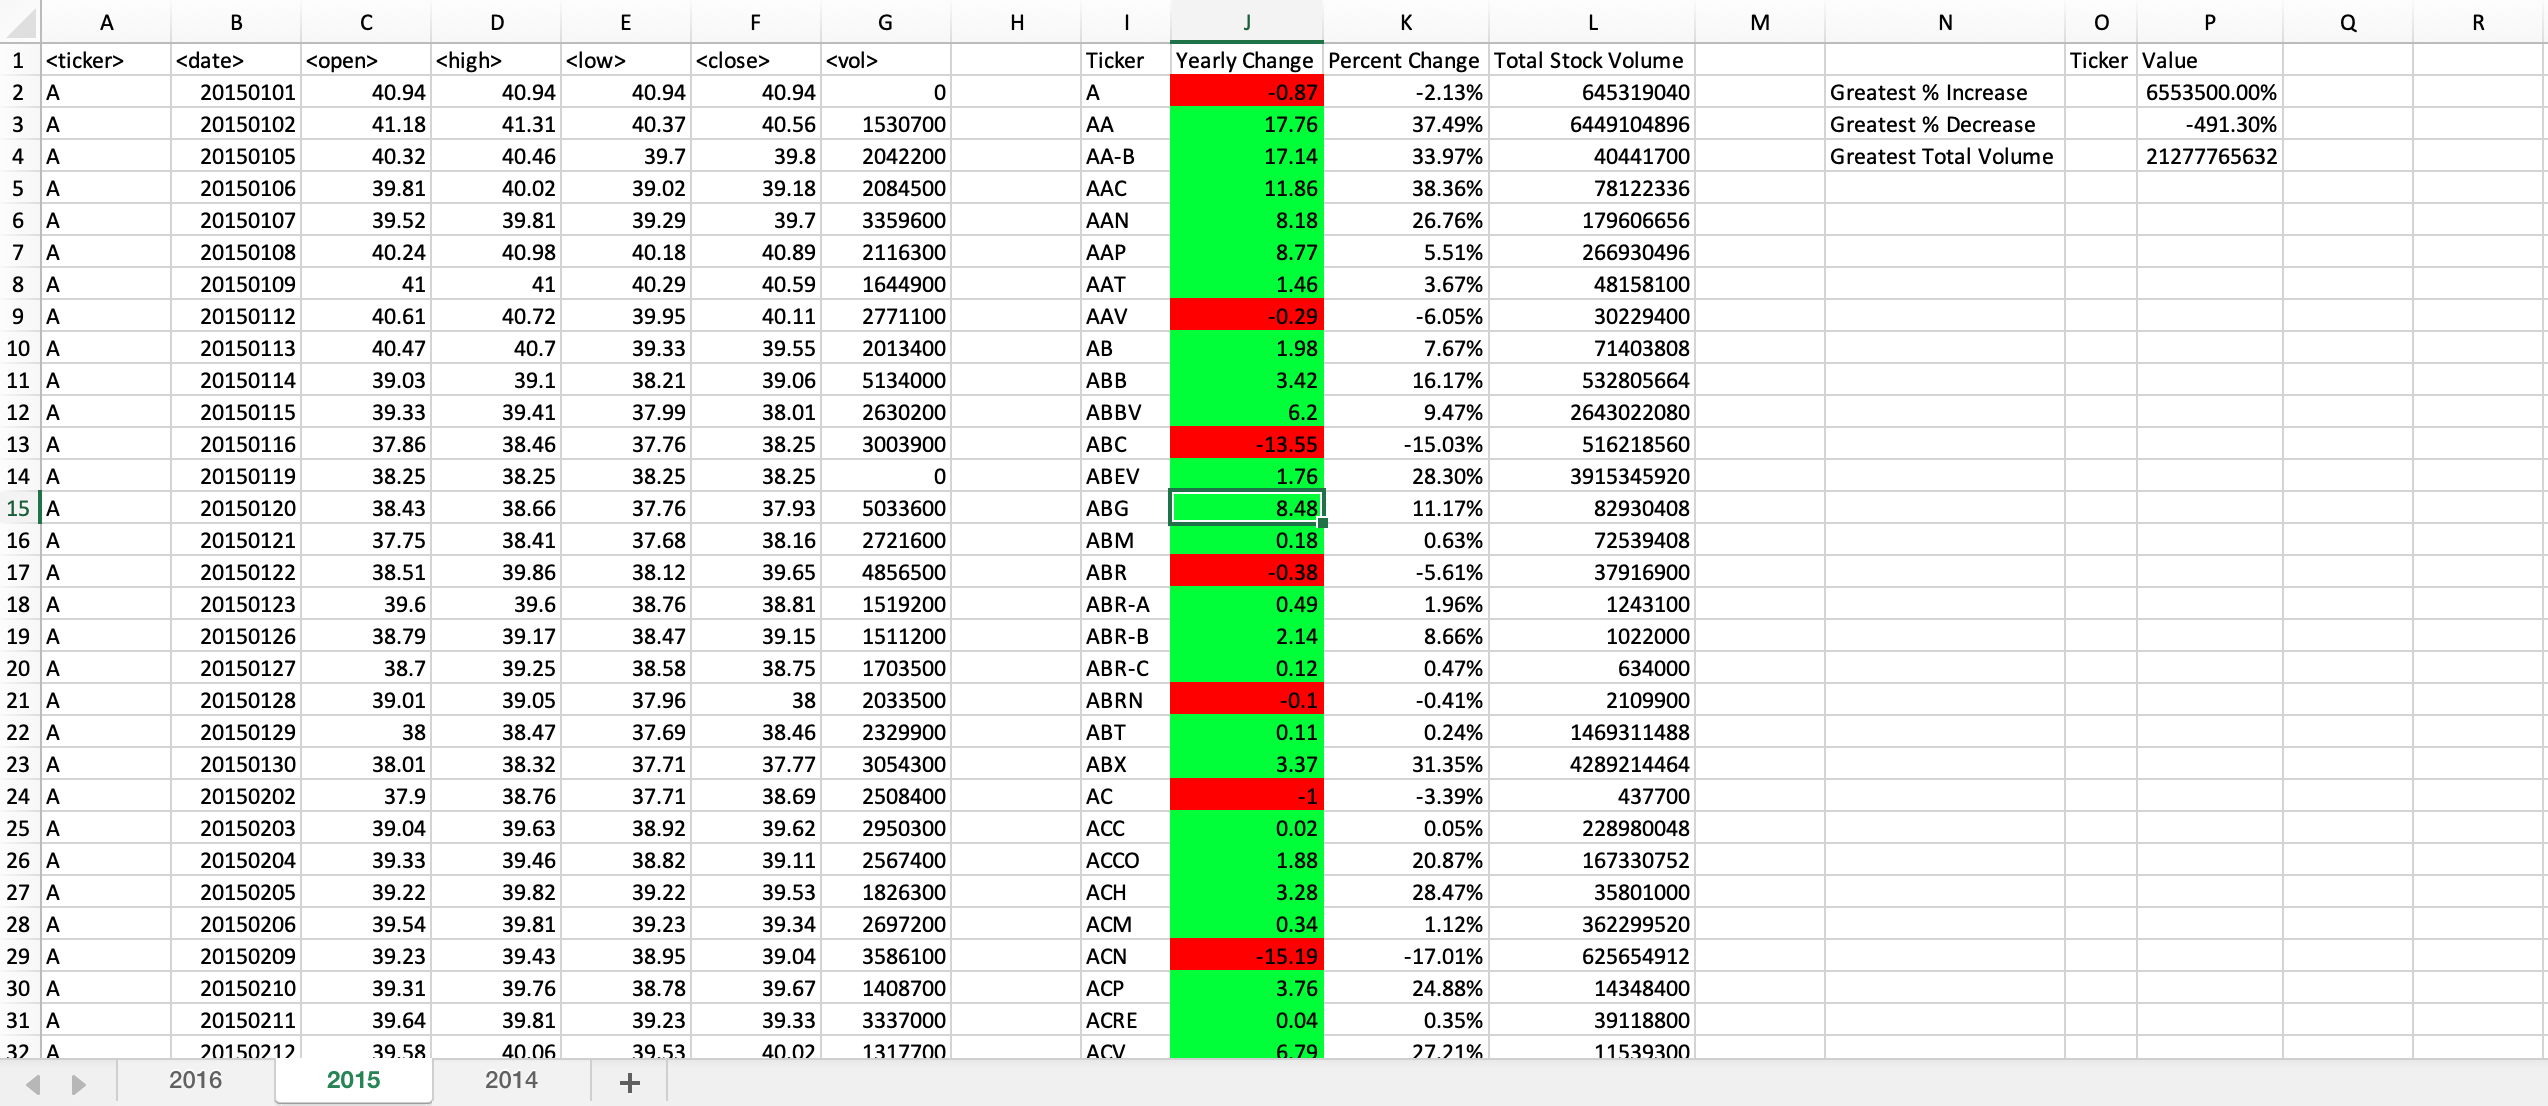 A B C D E F G H I J K L M N O P Q R
1 <ticker> <date> <open> <high> <low> <close> <vol> Ticker Yearly Change Percent Change Total Stock Volume Ticker Value
2 A 20150101 40.94 40.94 40.94 40.94 0 A -0.87 -2.13% 645319040 Greatest % Increase 6553500.00%
3 A 20150102 41.18 41.31 40.37 40.56 1530700 AA 17.76 37.49% 6449104896 Greatest % Decrease -491.30%
4 A 20150105 40.32 40.46 39.7 39.8 2042200 AA-B 17.14 33.97% 40441700 Greatest Total Volume 21277765632
5 A 20150106 39.81 40.02 39.02 39.18 2084500 AAC 11.86 38.36% 78122336
6 A 20150107 39.52 39.81 39.29 39.7 3359600 AAN 8.18 26.76% 179606656
7 A 20150108 40.24 40.98 40.18 40.89 2116300 AAP 8.77 5.51% 266930496
8 A 20150109 41 41 40.29 40.59 1644900 AAT 1.46 3.67% 48158100
9 A 20150112 40.61 40.72 39.95 40.11 2771100 AAV -0.29 -6.05% 30229400
10 A 20150113 40.47 40.7 39.33 39.55 2013400 AB 1.98 7.67% 71403808
11 A 20150114 39.03 39.1 38.21 39.06 5134000 ABB 3.42 16.17% 532805664
12 A 20150115 39.33 39.41 37.99 38.01 2630200 ABBV 6.2 9.47% 2643022080
13 A 20150116 37.86 38.46 37.76 38.25 3003900 ABC -13.55 -15.03% 516218560
14 A 20150119 38.25 38.25 38.25 38.25 0 ABEV 1.76 28.30% 3915345920
15 A 20150120 38.43 38.66 37.76 37.93 5033600 ABG 8.48 11.17% 82930408
16 A 20150121 37.75 38.41 37.68 38.16 2721600 ABM 0.18 0.63% 72539408
17 A 20150122 38.51 39.86 38.12 39.65 4856500 ABR -0.38 -5.61% 37916900
18 A 20150123 39.6 39.6 38.76 38.81 1519200 ABR-A 0.49 1.96% 1243100
19 A 20150126 38.79 39.17 38.47 39.15 1511200 ABR-B 2.14 8.66% 1022000
20 A 20150127 38.7 39.25 38.58 38.75 1703500 ABR-C 0.12 0.47% 634000
21 A 20150128 39.01 39.05 37.96 38 2033500 ABRN -0.1 -0.41% 2109900
22 A 20150129 38 38.47 37.69 38.46 2329900 ABT 0.11 0.24% 1469311488
23 A 20150130 38.01 38.32 37.71 37.77 3054300 ABX 3.37 31.35% 4289214464
24 A 20150202 37.9 38.76 37.71 38.69 2508400 AC -1 -3.39% 437700
25 A 20150203 39.04 39.63 38.92 39.62 2950300 ACC 0.02 0.05% 228980048
26 A 20150204 39.33 39.46 38.82 39.11 2567400 ACCO 1.88 20.87% 167330752
27 A 20150205 39.22 39.82 39.22 39.53 1826300 ACH 3.28 28.47% 35801000
28 A 20150206 39.54 39.81 39.23 39.34 2697200 ACM 0.34 1.12% 362299520
29 A 20150209 39.23 39.43 38.95 39.04 3586100 ACN -15.19 -17.01% 625654912
30 A 20150210 39.31 39.76 38.78 39.67 1408700 ACP 3.76 24.88% 14348400
31 A 20150211 39.64 39.81 39.23 39.33 3337000 ACRE 0.04 0.35% 39118800
32 A 20150212 39.58 40.06 39.53 40.02 1317700 ACV 6.79 27.21% 11539300
2016 2015 2014 +